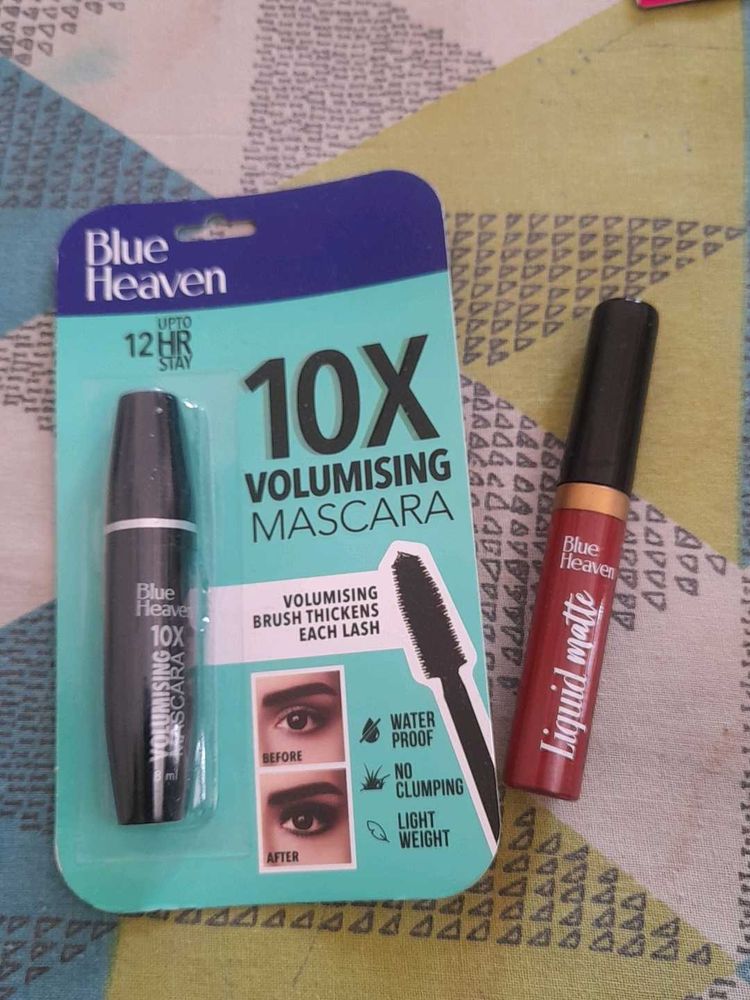 Blue
Heaven
UPTO
12 HR
STAY
10X
VOLUMISING
MASCARA
VOLUMISING
BRUSH THICKENS
EACH LASH
BEFORE
AFTER
WATER
PROOF
NO
CLUMPING
LIGHT
WEIGHT
Blue
Heaven
10X
VOLUMISING
MASCARA
8 ml
Blue
Heaven
Liquid matte